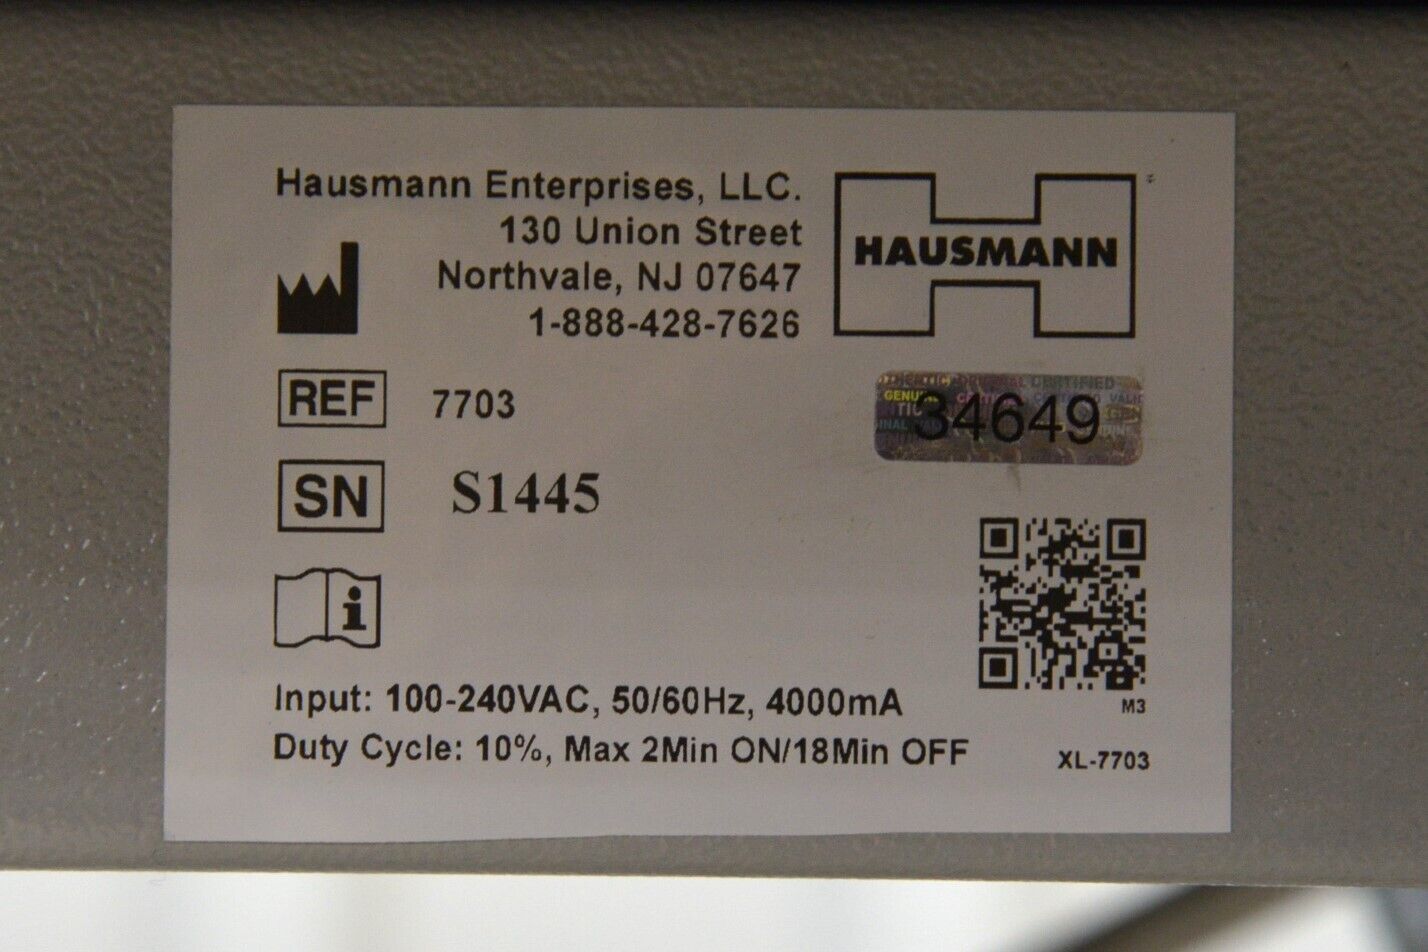 Hausmann Enterprises, LLC.
130 Union Street
Northvale, NJ 07647
1-888-428-7626
HAUSMANN
REF 7703
34649
SN S1445
i
Input: 100-240VAC, 50/60Hz, 4000mA
M3
Duty Cycle: 10%, Max 2Min ON/18Min OFF
XL-7703